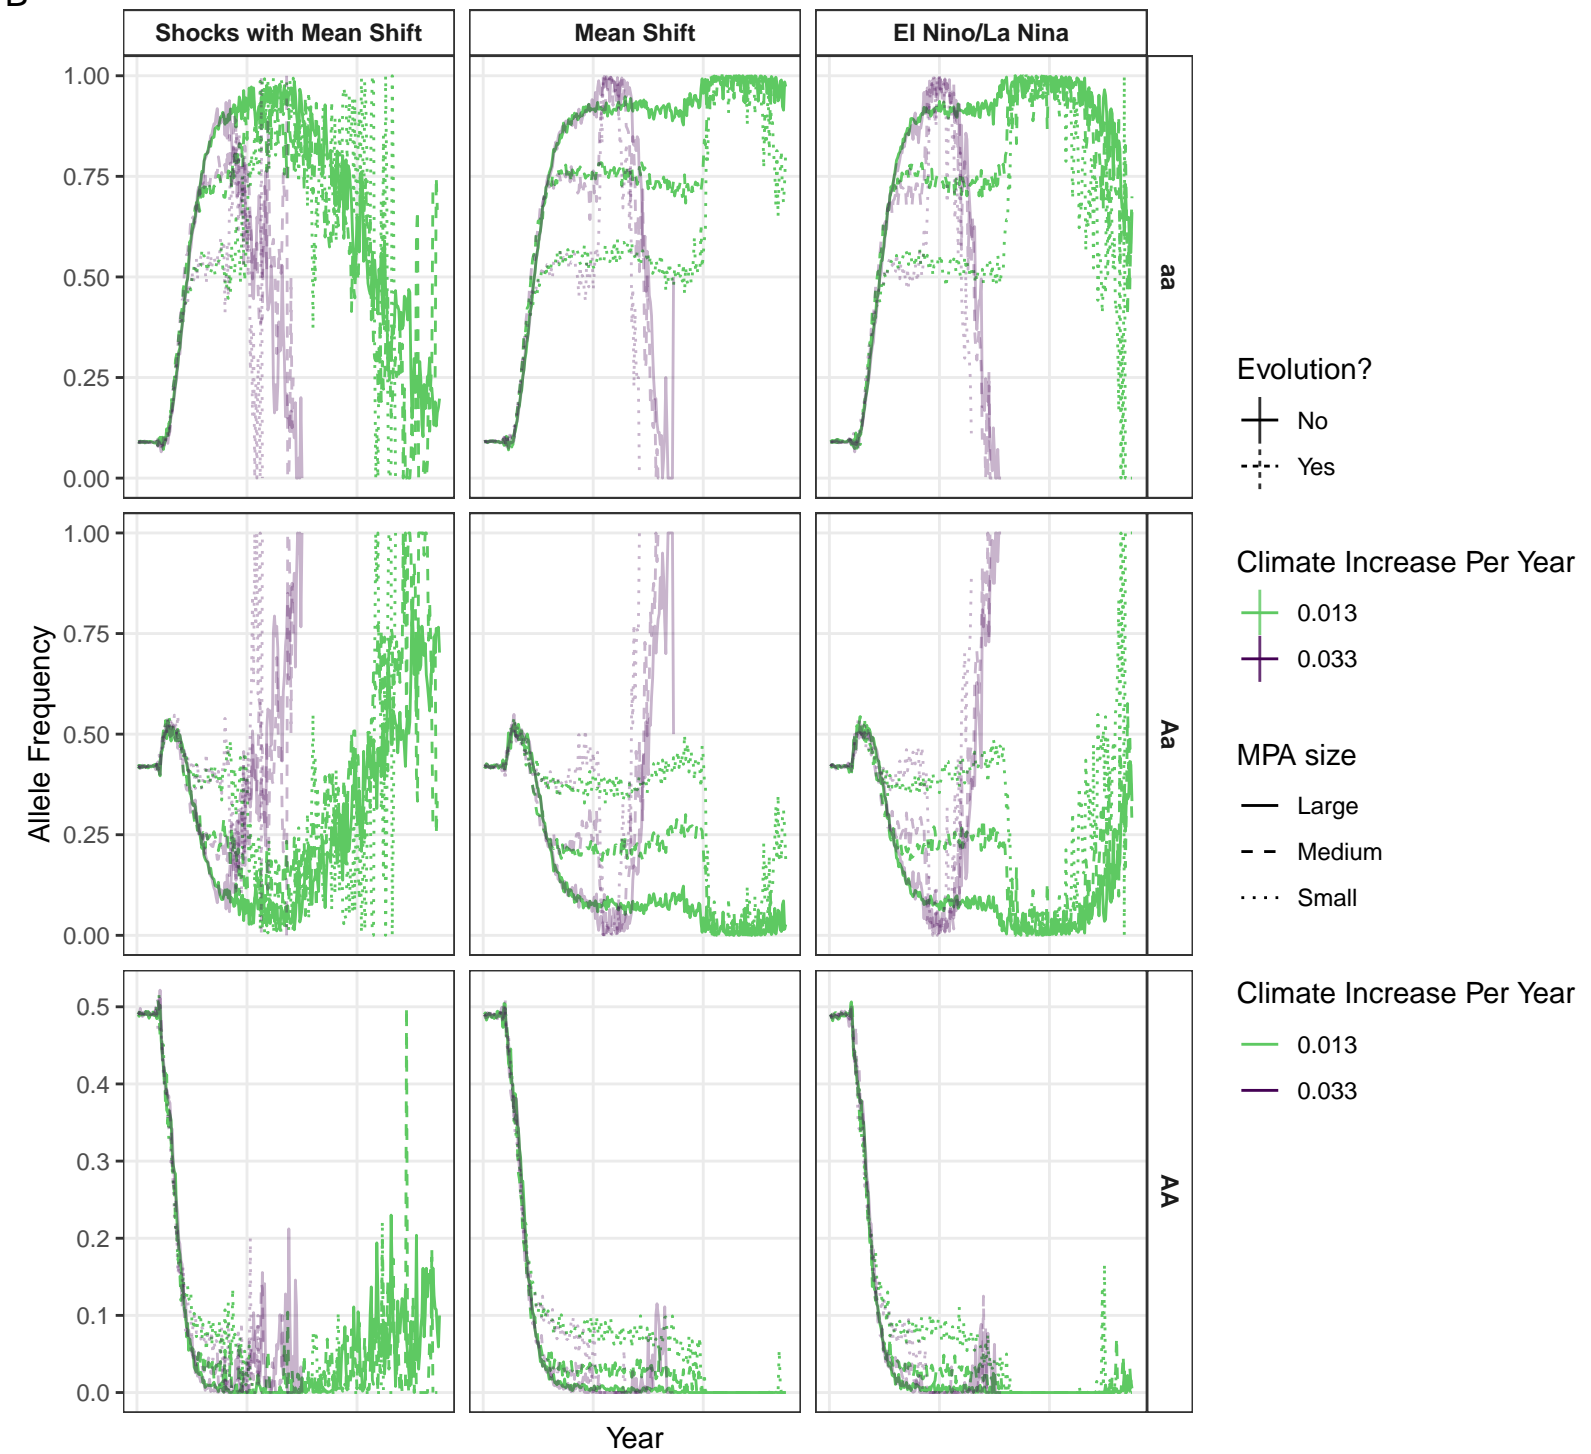 B
Shocks with Mean Shift
Mean Shift
El Nino/La Nina
1.00
0.75
0.50
0.25
0.00
aa
1.00
0.75
0.50
0.25
0.00
Aa
0.5
0.4
0.3
0.2
0.1
0.0
AA
Allele Frequency
Year
Evolution?
No
Yes
Climate Increase Per Year
0.013
0.033
MPA size
Large
Medium
Small
Climate Increase Per Year
0.013
0.033